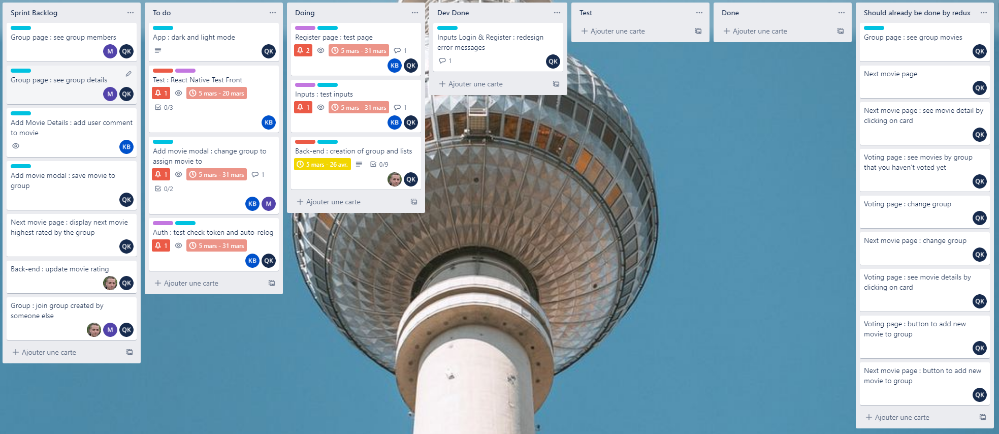 Sprint Backlog
Group page : see group members
M QK
Group page : see group details
M QK
Add Movie Details : add user comment
to movie
KB
Add movie modal : save movie to
group
QK
Next movie page : display next movie
highest rated by the group
QK
Back-end : update movie rating
QK
Group : join group created by
someone else
M QK
Ajouter une carte
To do
App : dark and light mode
QK
Test : React Native Test Front
1 5 mars - 20 mars
0/3
KB
Add movie modal : change group to
assign movie to
1 5 mars - 31 mars 1
0/2
KB M
Auth : test check token and auto-relog
1 5 mars - 31 mars
KB QK
Ajouter une carte
Doing
Register page : test page
2 5 mars - 31 mars 1
KB QK
Inputs : test inputs
1 5 mars - 31 mars 1
KB QK
Back-end : creation of group and lists
5 mars - 26 avr. 0/9
QK
Ajouter une carte
Dev Done
Inputs Login & Register : redesign
error messages
1 QK
Ajouter une carte
Test
Ajouter une carte
Done
Ajouter une carte
Should already be done by redux
Group page : see group movies
QK
Next movie page
QK
Next movie page : see movie detail by
clicking on card
QK
Voting page : see movies by group
that you haven't voted yet
QK
Voting page : change group
QK
Next movie page : change group
QK
Voting page : see movie details by
clicking on card
QK
Voting page : button to add new
movie to group
QK
Next movie page : button to add new
movie to group
QK
Ajouter une carte